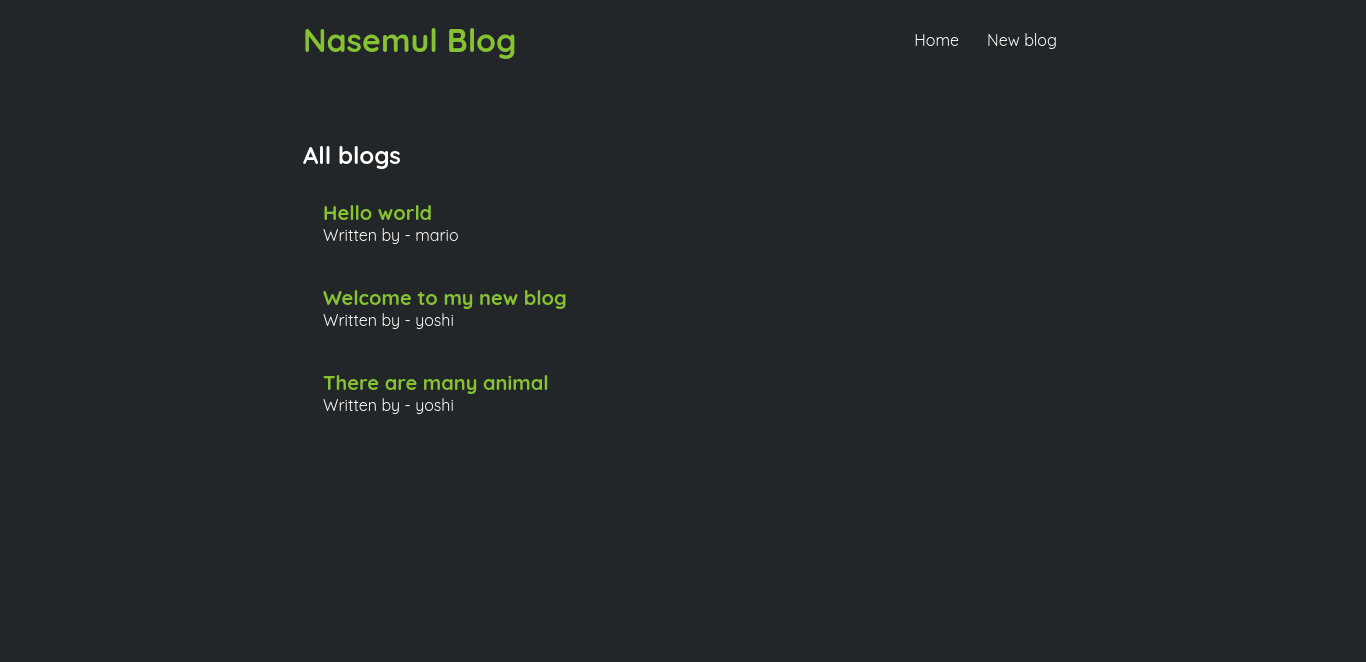 Nasemul Blog
Home
New blog
All blogs
Hello world
Written by - mario
Welcome to my new blog
Written by - yoshi
There are many animal
Written by - yoshi